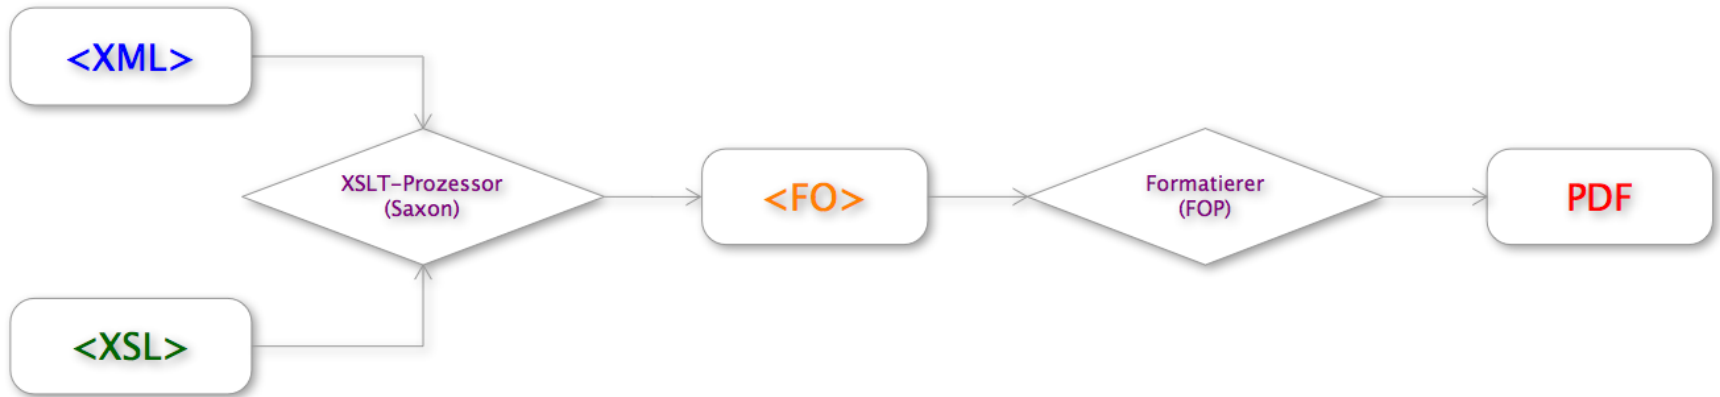 <XML>
XSLT-Prozessor
(Saxon)
<XSL>
<FO>
Formatierer
(FOP)
PDF